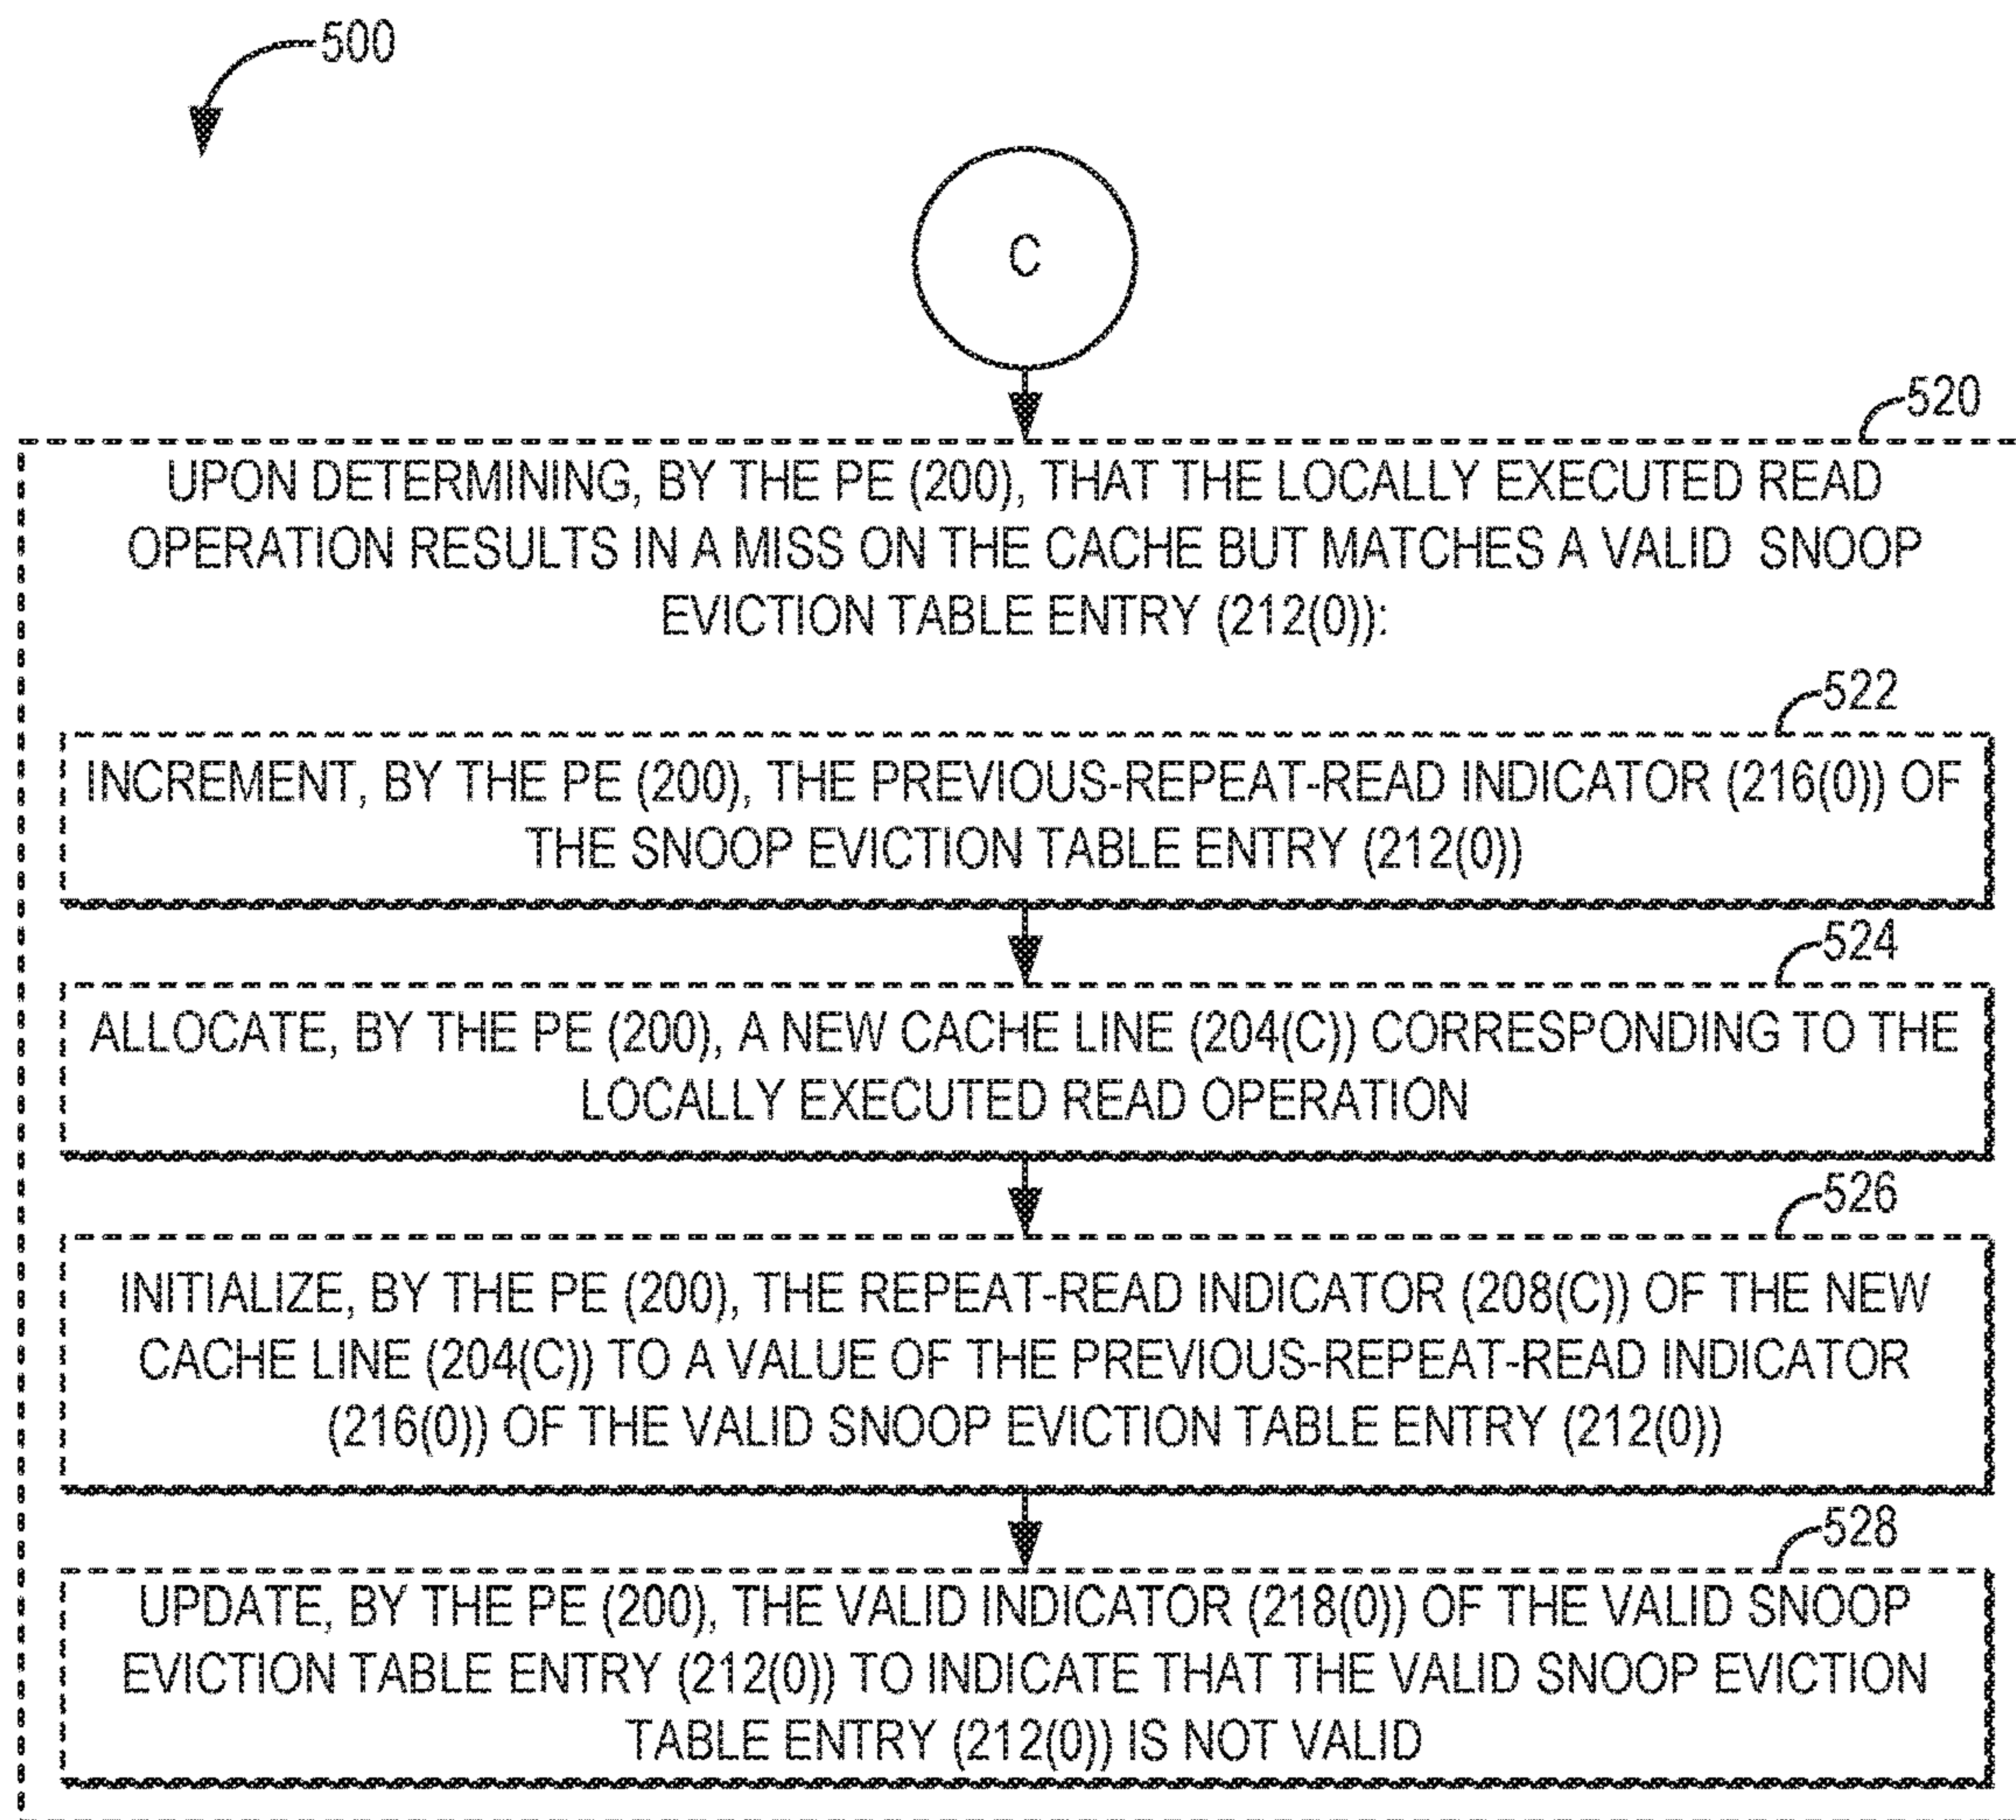 500
C
520
UPON DETERMINING, BY THE PE (200), THAT THE LOCALLY EXECUTED READ
OPERATION RESULTS IN A MISS ON THE CACHE BUT MATCHES A VALID SNOOP
EVICTION TABLE ENTRY (212(0)):
522
INCREMENT, BY THE PE (200), THE PREVIOUS-REPEAT-READ INDICATOR (216(0)) OF
THE SNOOP EVICTION TABLE ENTRY (212(0))
524
ALLOCATE, BY THE PE (200), A NEW CACHE LINE (204(C)) CORRESPONDING TO THE
LOCALLY EXECUTED READ OPERATION
526
INITIALIZE, BY THE PE (200), THE REPEAT-READ INDICATOR (208(C)) OF THE NEW
CACHE LINE (204(C)) TO A VALUE OF THE PREVIOUS-REPEAT-READ INDICATOR
(216(0)) OF THE VALID SNOOP EVICTION TABLE ENTRY (212(0))
528
UPDATE, BY THE PE (200), THE VALID INDICATOR (218(0)) OF THE VALID SNOOP
EVICTION TABLE ENTRY (212(0)) TO INDICATE THAT THE VALID SNOOP EVICTION
TABLE ENTRY (212(0)) IS NOT VALID